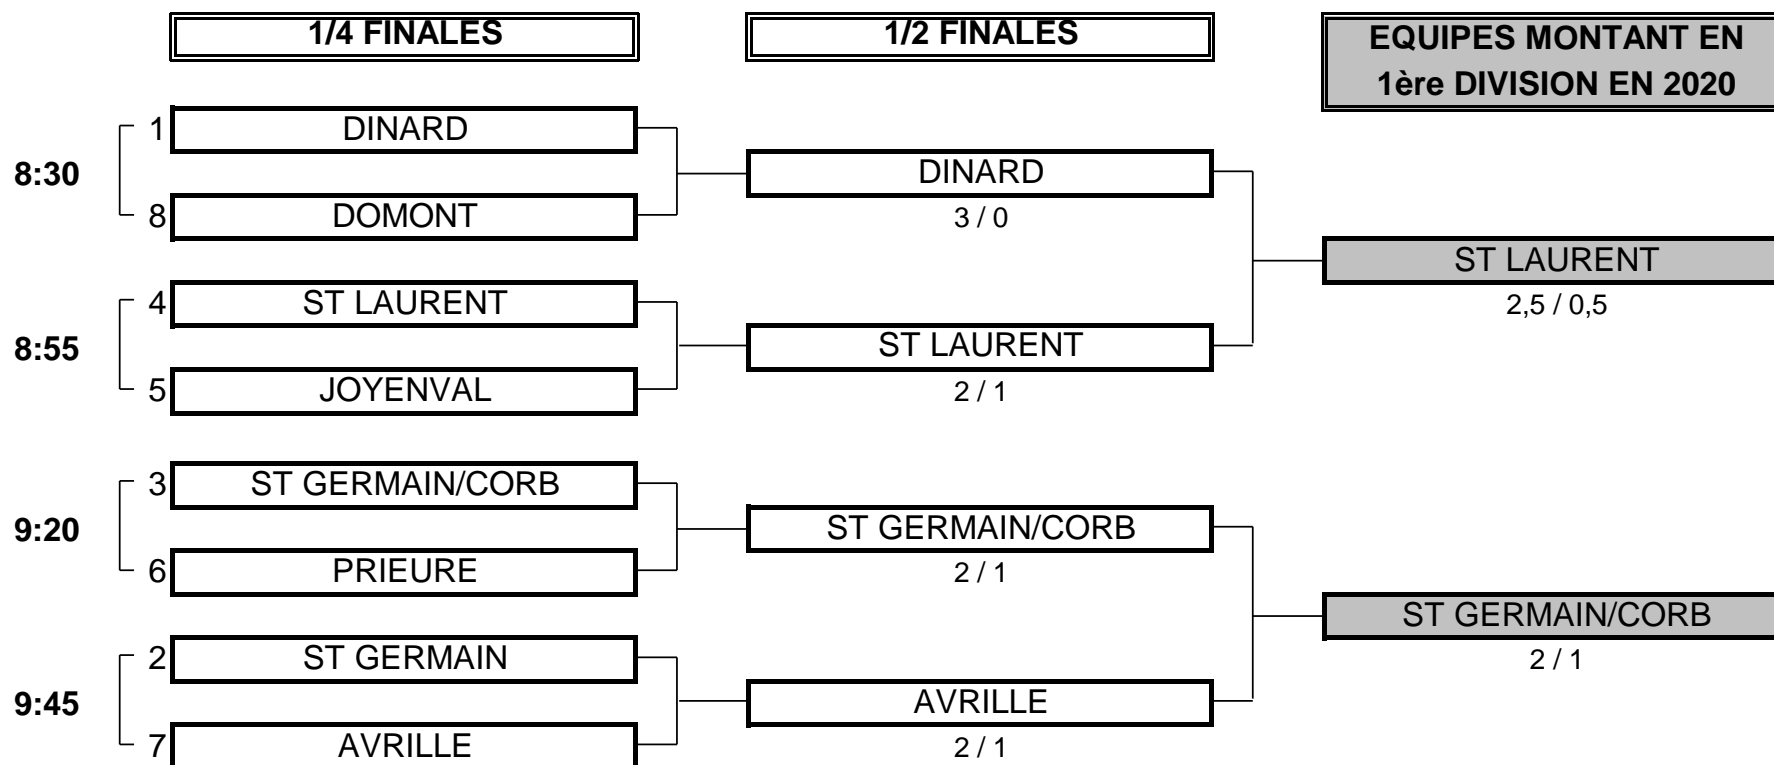 1/4 FINALES
1/2 FINALES
EQUIPES MONTANT EN
1ère DIVISION EN 2020
8:30
1 DINARD
8 DOMONT
DINARD
3 / 0
8:55
4 ST LAURENT
5 JOYENVAL
ST LAURENT
2 / 1
ST LAURENT
2,5 / 0,5
9:20
3 ST GERMAIN/CORB
6 PRIEURE
ST GERMAIN/CORB
2 / 1
9:45
2 ST GERMAIN
7 AVRILLE
AVRILLE
2 / 1
ST GERMAIN/CORB
2 / 1